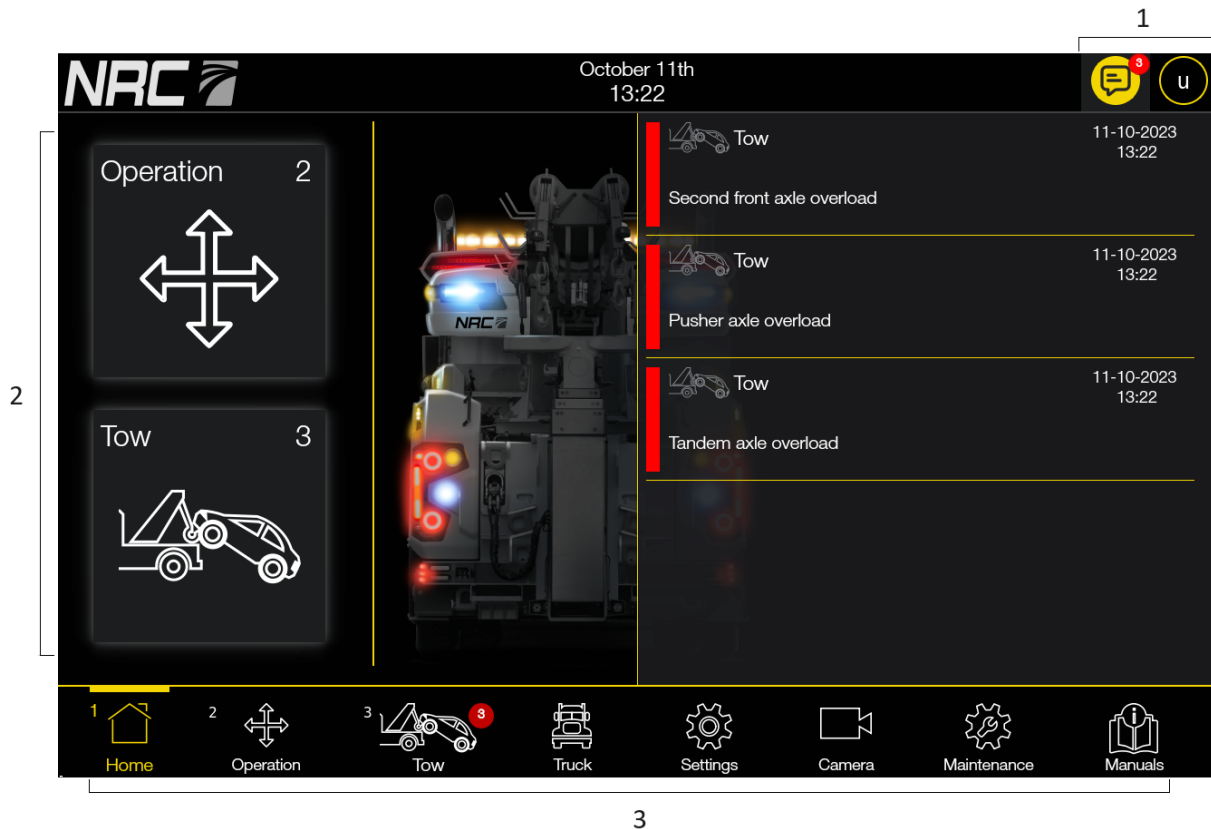 1
NRC
October 11th
13:22
3
u
Operation 2
Tow 3
2
NRC
Tow 11-10-2023
13:22
Second front axle overload
Tow 11-10-2023
13:22
Pusher axle overload
Tow 11-10-2023
13:22
Tandem axle overload
1 2 3 3
Home Operation Tow Truck Settings Camera Maintenance Manuals
3